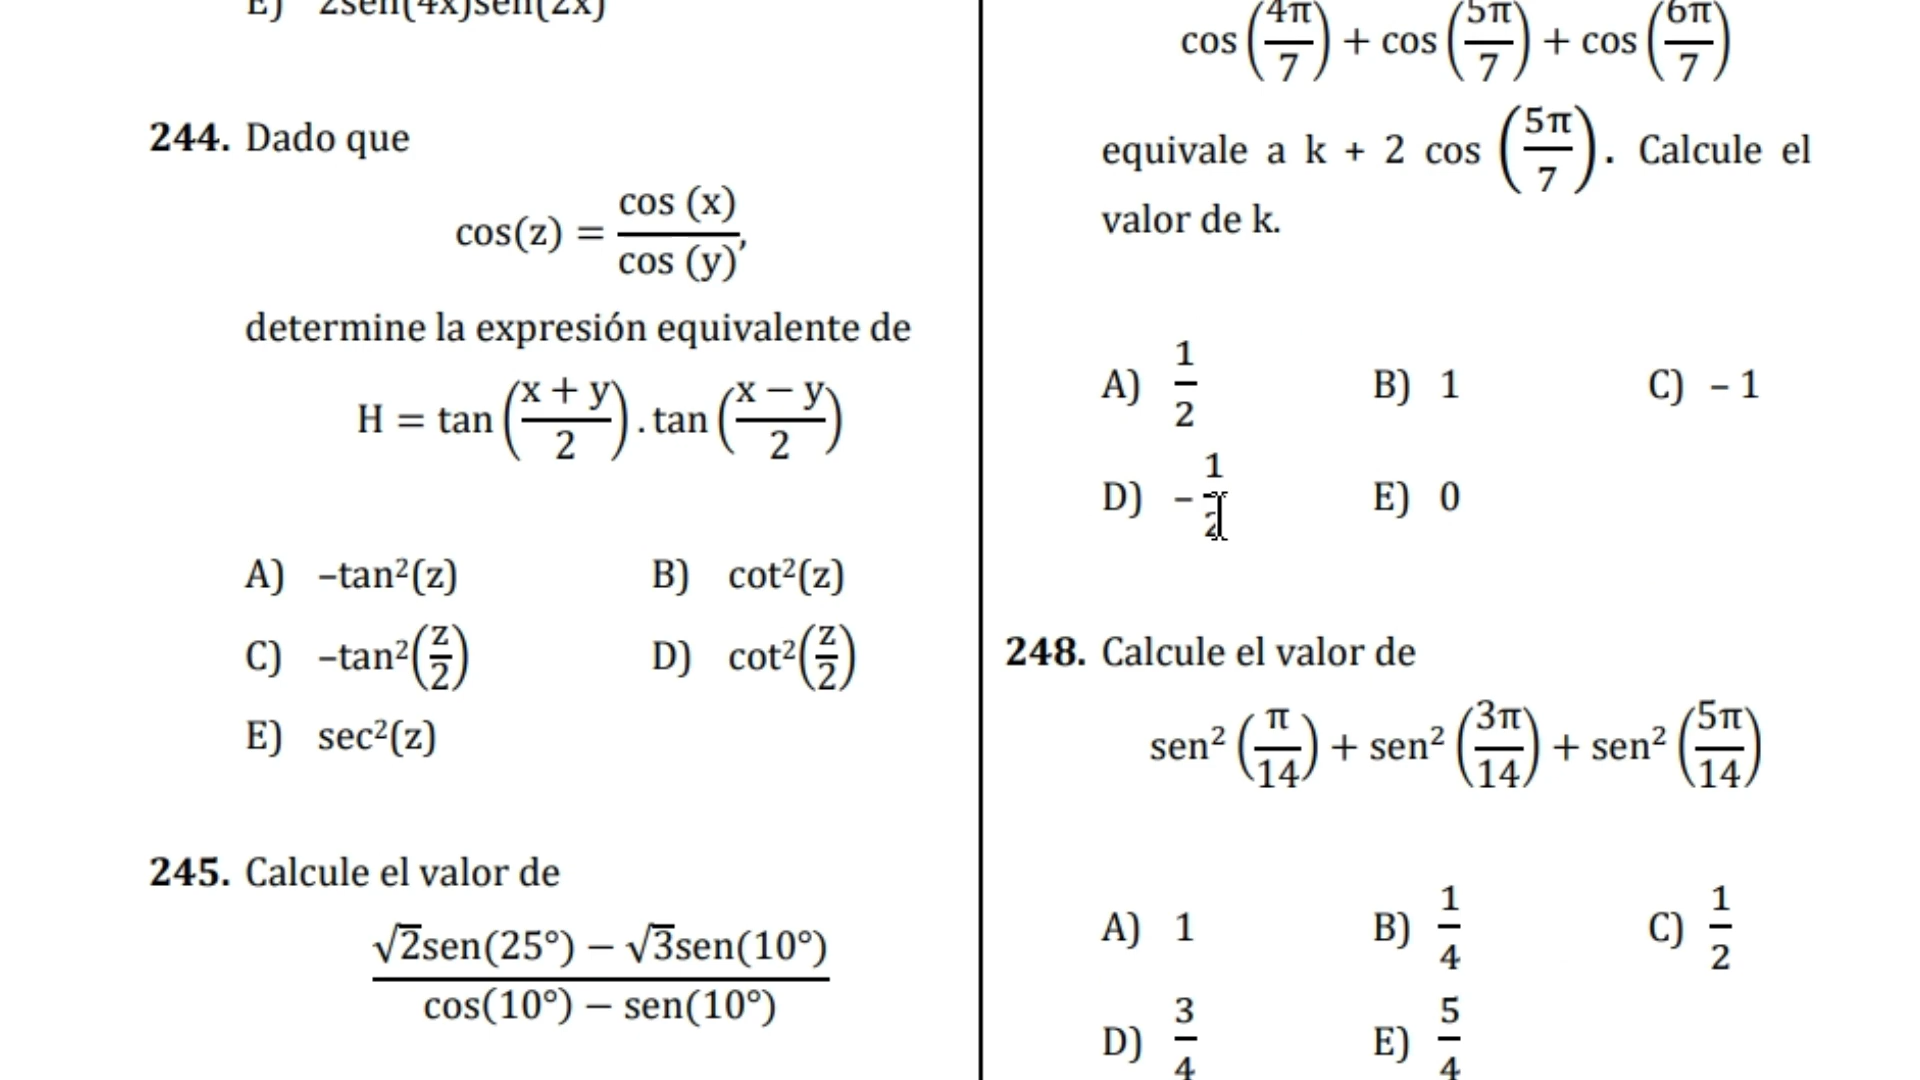 E) 2sen(4x)sen(2x)
244. Dado que
cos(z) = cos (x) / cos (y),
determine la expresión equivalente de
H = tan((x + y)/2) . tan((x − y)/2)
A) –tan²(z) B) cot²(z)
C) –tan²(z/2) D) cot²(z/2)
E) sec²(z)
245. Calcule el valor de
(√2sen(25°) − √3sen(10°)) / (cos(10°) − sen(10°))
cos(4π/7) + cos(5π/7) + cos(6π/7)
equivale a k + 2 cos (5π/7). Calcule el
valor de k.
A) 1/2 B) 1 C) – 1
D) –1/2 E) 0
248. Calcule el valor de
sen²(π/14) + sen²(3π/14) + sen²(5π/14)
A) 1 B) 1/4 C) 1/2
D) 3/4 E) 5/4